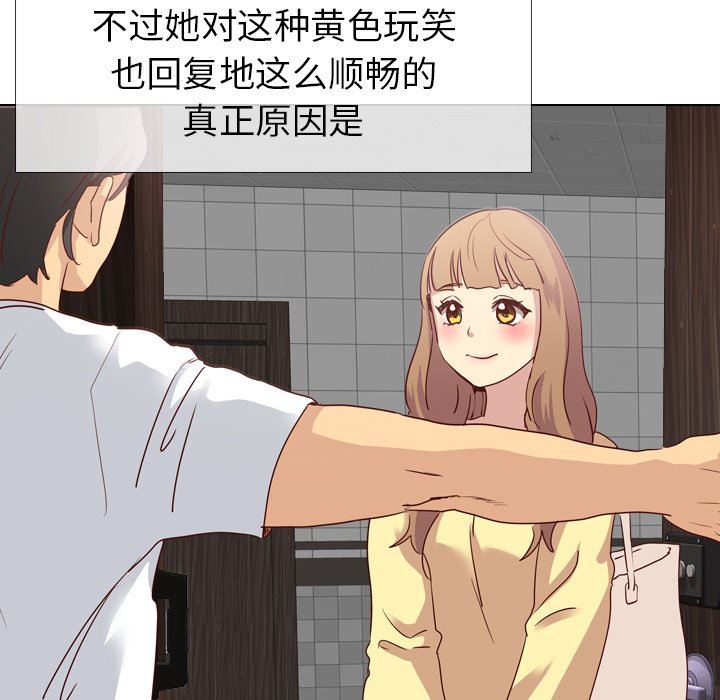 不过她对这种黄色玩笑
也回复地这么顺畅的
真正原因是